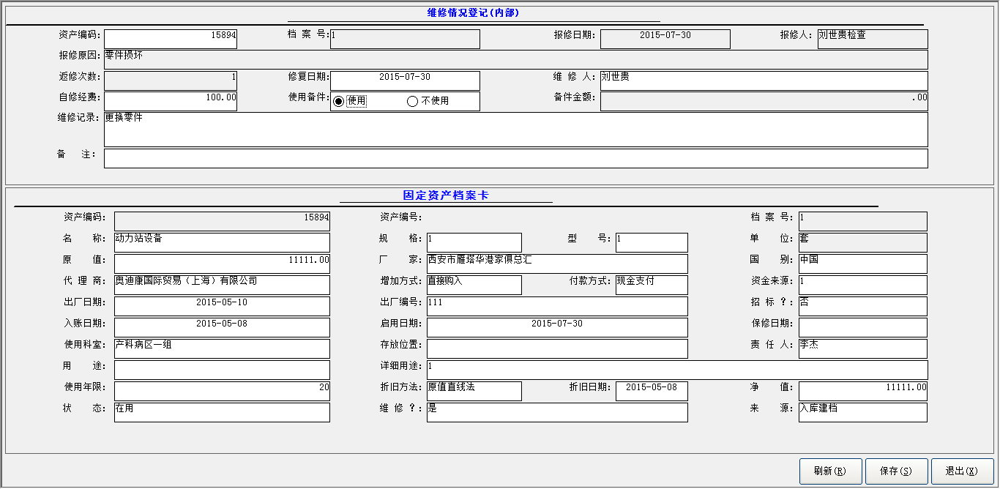 维修情况登记(内部)
资产编码: 15894 档 案 号: 1 报修日期: 2015-07-30 报修人: 刘世贵检查
报修原因: 零件损坏
返修次数: 1 修复日期: 2015-07-30 维 修 人: 刘世贵
自修经费: 100.00 使用备件: 使用 不使用 备件金额: .00
维修记录: 更换零件
备 注:
固定资产档案卡
资产编码: 15894 资产编号: 档 案 号: 1
名 称: 动力站设备 规 格: 1 型 号: 1 单 位: 套
原 值: 11111.00 厂 家: 西安市雁塔华港家俱总汇 国 别: 中国
代 理 商: 奥迪康国际贸易（上海）有限公司 增加方式: 直接购入 付款方式: 现金支付 资金来源: 1
出厂日期: 2015-05-10 出厂编号: 111 招 标 ?: 否
入账日期: 2015-05-08 启用日期: 2015-07-30 保修日期:
使用科室: 产科病区一组 存放位置: 责 任 人: 李杰
用 途: 详细用途: 1
使用年限: 20 折旧方法: 原值直线法 折旧日期: 2015-05-08 净 值: 11111.00
状 态: 在用 维 修 ?: 是 来 源: 入库建档
刷新(R) 保存(S) 退出(X)